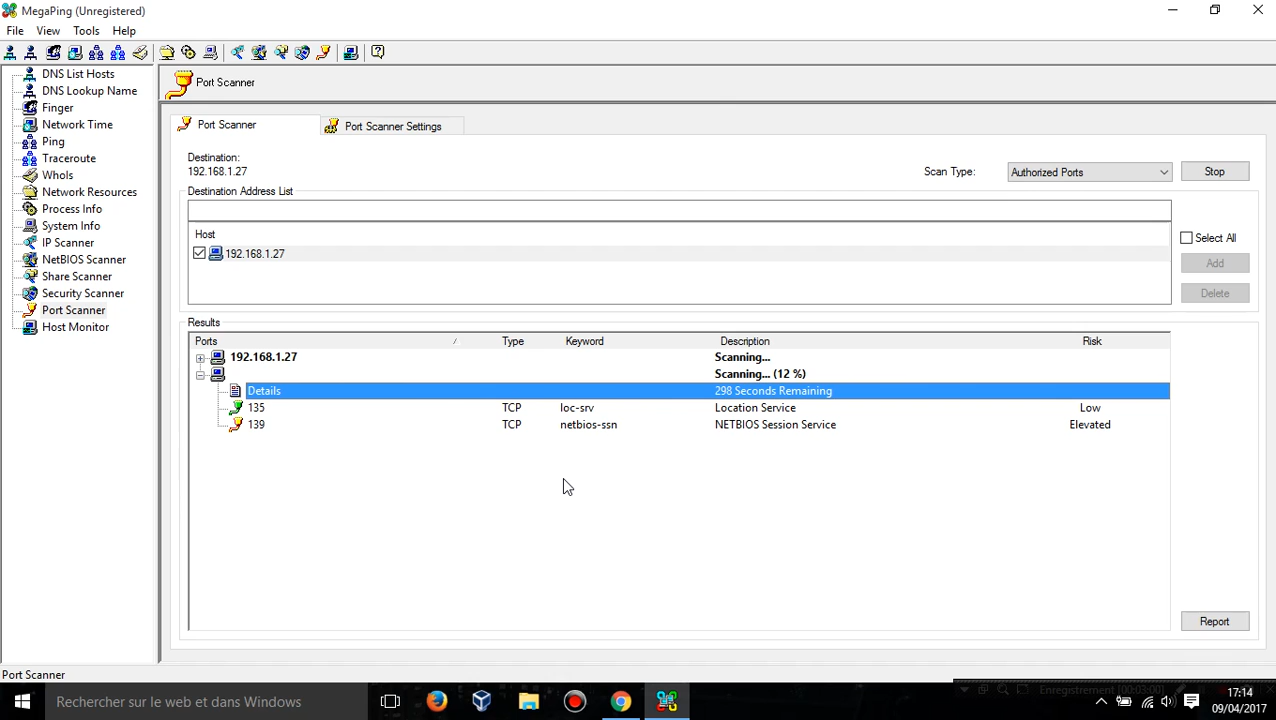 MegaPing (Unregistered)
File View Tools Help
DNS List Hosts
DNS Lookup Name
Finger
Network Time
Ping
Traceroute
WhoIs
Network Resources
Process Info
System Info
IP Scanner
NetBIOS Scanner
Share Scanner
Security Scanner
Port Scanner
Host Monitor
Port Scanner
Port Scanner Port Scanner Settings
Destination:
192.168.1.27
Scan Type: Authorized Ports Stop
Destination Address List
Host
192.168.1.27
Select All
Add
Delete
Results
Ports Type Keyword Description Risk
192.168.1.27 Scanning...
Scanning... (12 %)
Details 298 Seconds Remaining
135 TCP loc-srv Location Service Low
139 TCP netbios-ssn NETBIOS Session Service Elevated
Report
Port Scanner
Rechercher sur le web et dans Windows
Enregistrement [00:03:00]
17:14
09/04/2017